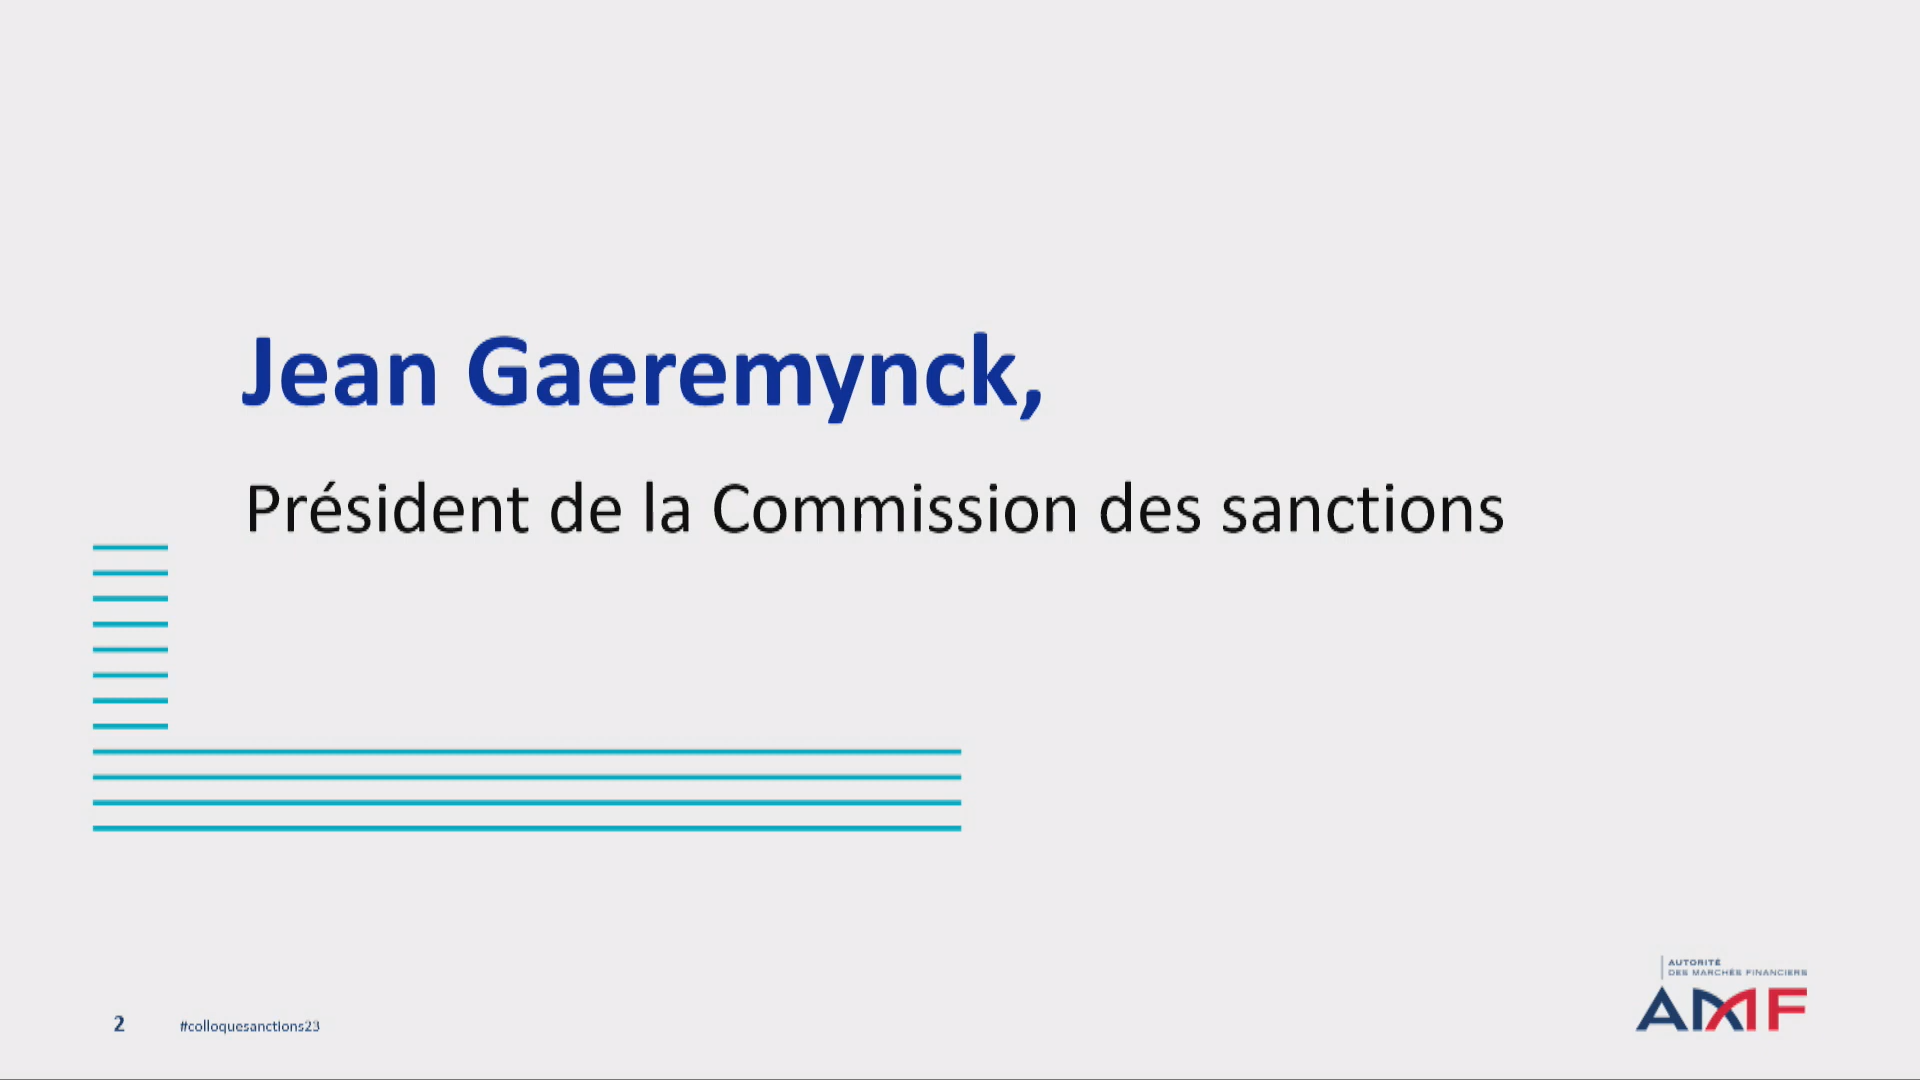 Jean Gaeremynck,
Président de la Commission des sanctions
AUTORITÉ
DES MARCHÉS FINANCIERS
AMF
2
#colloquesanctions23